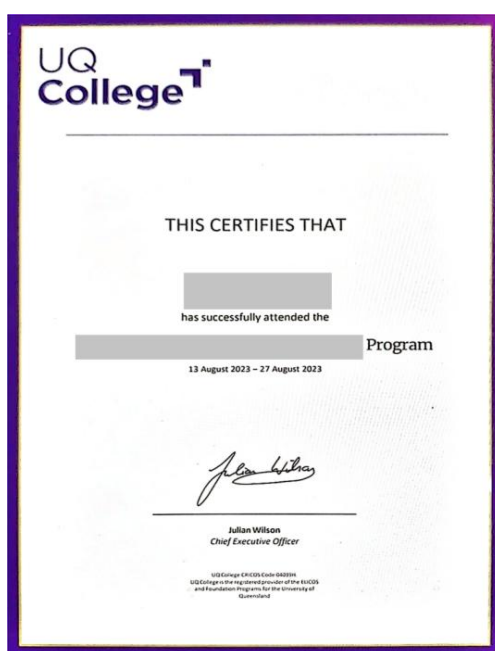 UQ
College
THIS CERTIFIES THAT
has successfully attended the
Program
13 August 2023 – 27 August 2023
Julian Wilson
Julian Wilson
Chief Executive Officer
UQ College CRICOS Code
UQ College is the registered provider of the ELICOS
and Foundation Programs for the University of
Queensland